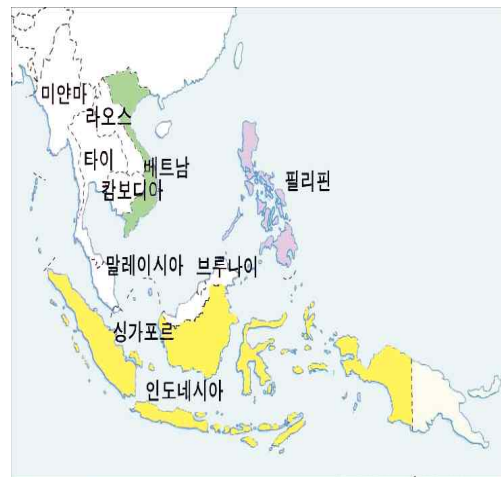 미얀마
라오스
타이
베트남
캄보디아
필리핀
말레이시아
브루나이
싱가포르
인도네시아